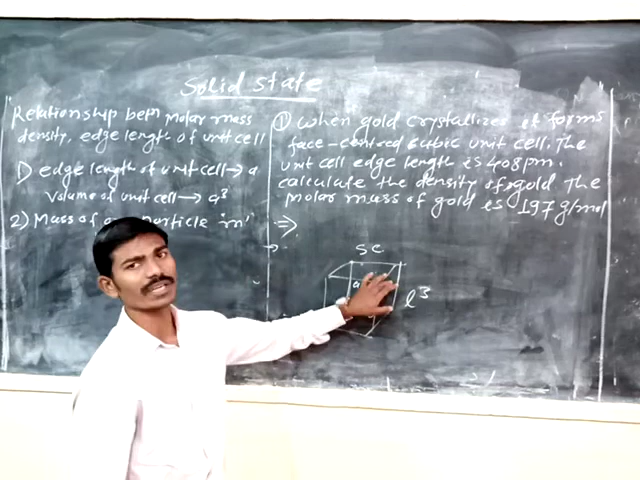 Solid State
Relationship betn Molar mass
density, edge length of unit cell
1) edge length of unit cell → a
Volume of unit cell → a³
2) Mass of particle 'm'
① When gold crystallizes it forms
face-centred cubic unit cell. The
unit cell edge length is 408pm.
calculate the density of gold The
molar mass of gold is 197 g/mol
⇒
SC
a
l³